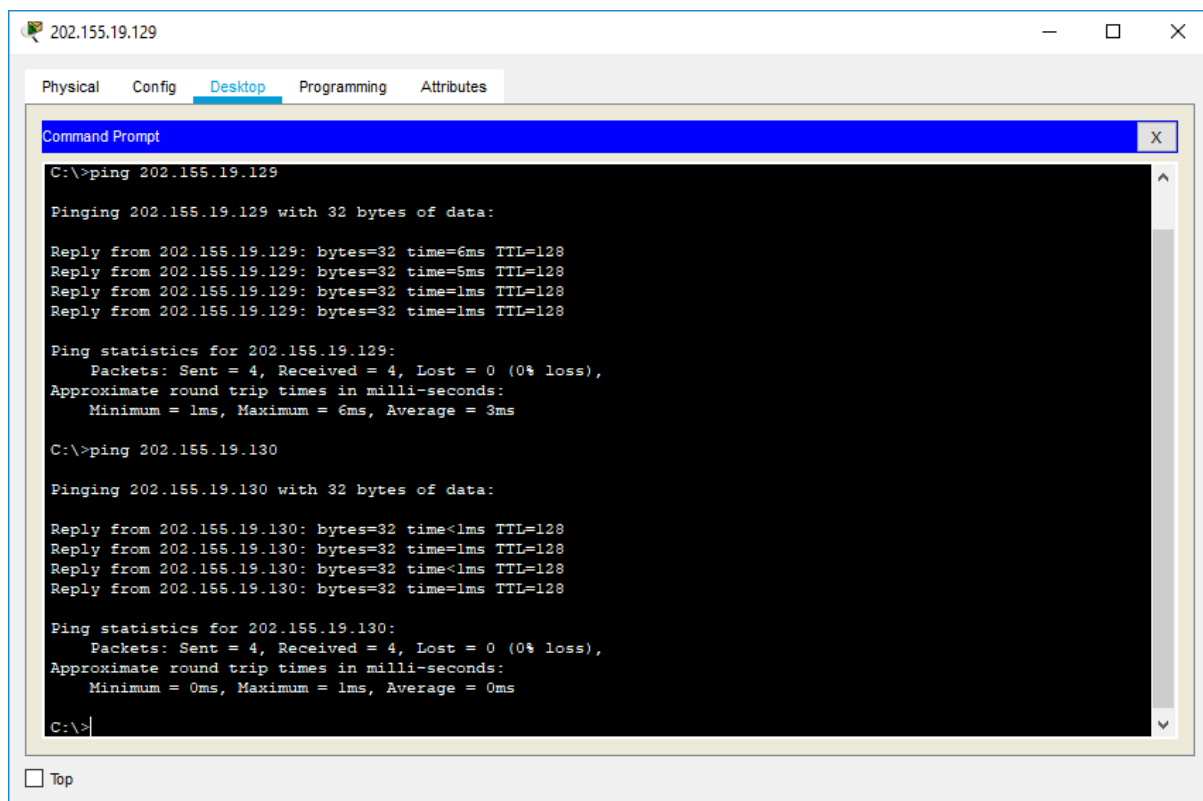 202.155.19.129
Physical Config Desktop Programming Attributes
Command Prompt
X
C:\>ping 202.155.19.129
Pinging 202.155.19.129 with 32 bytes of data:
Reply from 202.155.19.129: bytes=32 time=6ms TTL=128
Reply from 202.155.19.129: bytes=32 time=5ms TTL=128
Reply from 202.155.19.129: bytes=32 time=1ms TTL=128
Reply from 202.155.19.129: bytes=32 time=1ms TTL=128
Ping statistics for 202.155.19.129:
Packets: Sent = 4, Received = 4, Lost = 0 (0% loss),
Approximate round trip times in milli-seconds:
Minimum = 1ms, Maximum = 6ms, Average = 3ms
C:\>ping 202.155.19.130
Pinging 202.155.19.130 with 32 bytes of data:
Reply from 202.155.19.130: bytes=32 time<1ms TTL=128
Reply from 202.155.19.130: bytes=32 time=1ms TTL=128
Reply from 202.155.19.130: bytes=32 time<1ms TTL=128
Reply from 202.155.19.130: bytes=32 time=1ms TTL=128
Ping statistics for 202.155.19.130:
Packets: Sent = 4, Received = 4, Lost = 0 (0% loss),
Approximate round trip times in milli-seconds:
Minimum = 0ms, Maximum = 1ms, Average = 0ms
C:\>
Top